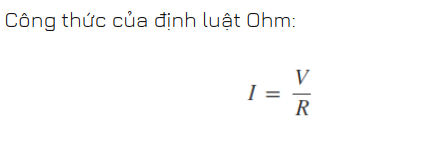 Công thức của định luật Ohm:
I = V/R